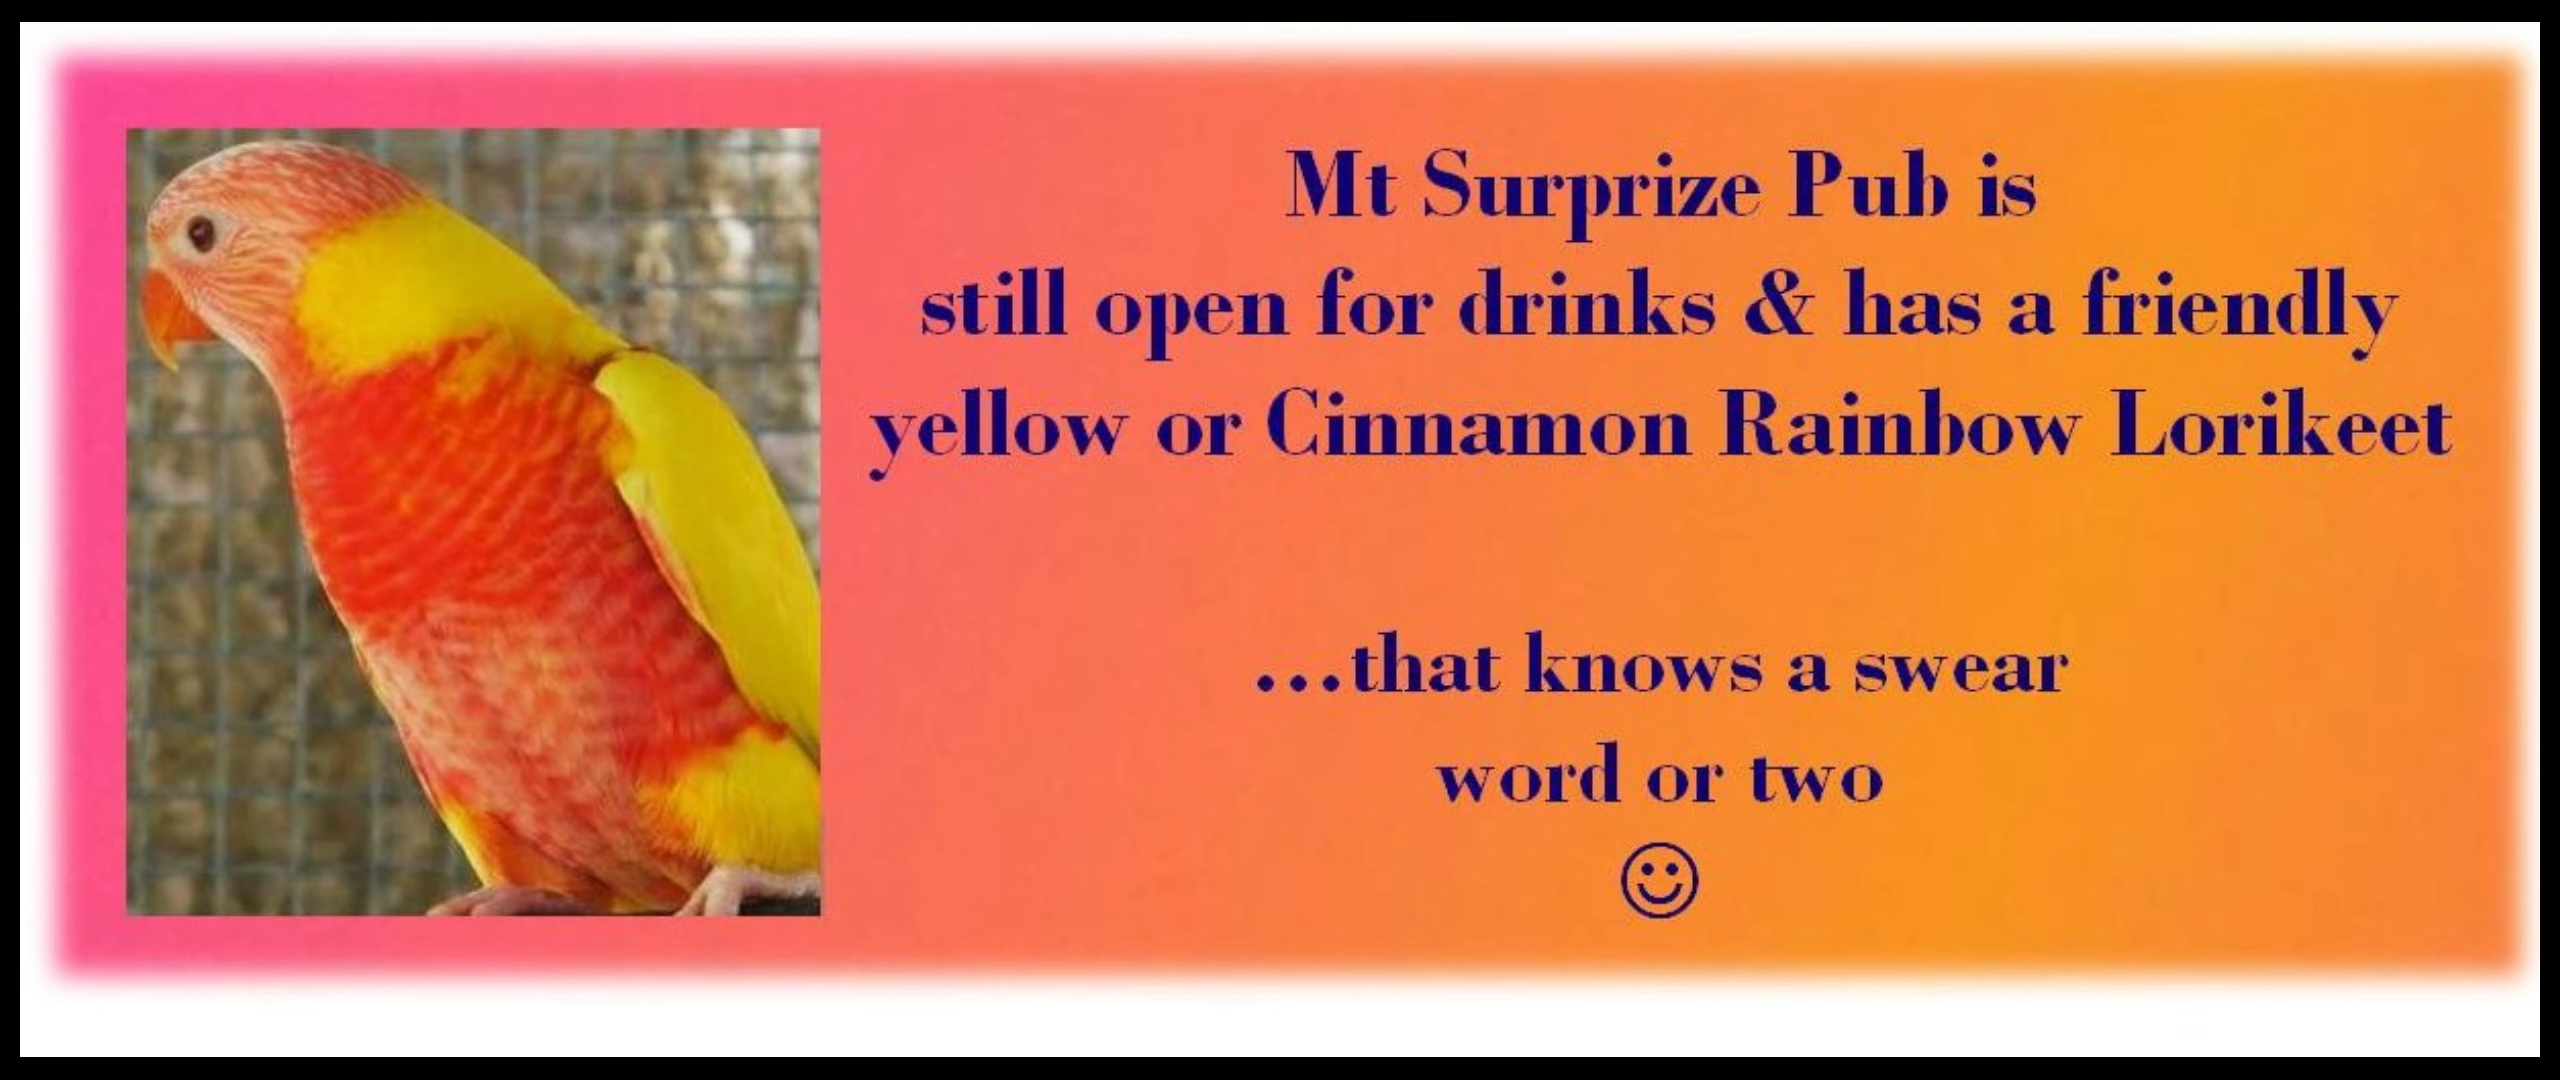 Mt Surprize Pub is
still open for drinks & has a friendly
yellow or Cinnamon Rainbow Lorikeet
...that knows a swear
word or two
☺